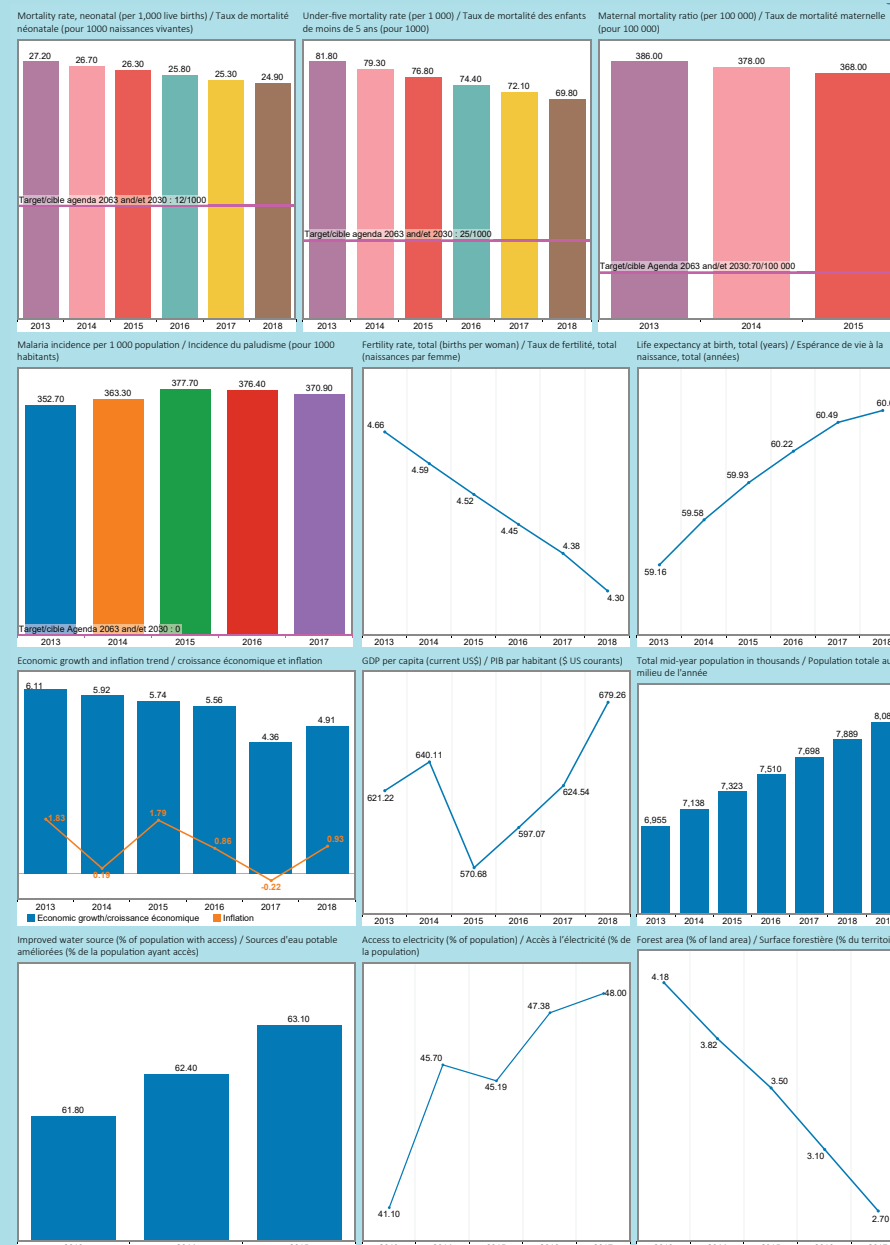 Mortality rate, neonatal (per 1,000 live births) / Taux de mortalité
néonatale (pour 1000 naissances vivantes)
27.20
26.70
26.30
25.80
25.30
24.90
Target/cible agenda 2063 and/et 2030 : 12/1000
2013 2014 2015 2016 2017 2018
Under-five mortality rate (per 1 000) / Taux de mortalité des enfants
de moins de 5 ans (pour 1000)
81.80
79.30
76.80
74.40
72.10
69.80
Target/cible agenda 2063 and/et 2030 : 25/1000
2013 2014 2015 2016 2017 2018
Maternal mortality ratio (per 100 000) / Taux de mortalité maternelle
(pour 100 000)
386.00
378.00
368.00
Target/cible Agenda 2063 and/et 2030:70/100 000
2013 2014 2015
Malaria incidence per 1 000 population / Incidence du paludisme (pour 1000
habitants)
352.70
363.30
377.70
376.40
370.90
Target/cible Agenda 2063 and/et 2030 : 0
2013 2014 2015 2016 2017
Fertility rate, total (births per woman) / Taux de fertilité, total
(naissances par femme)
4.66
4.59
4.52
4.45
4.38
4.30
2013 2014 2015 2016 2017 2018
Life expectancy at birth, total (years) / Espérance de vie à la
naissance, total (années)
59.16
59.58
59.93
60.22
60.49
2013 2014 2015 2016 2017 2018
Economic growth and inflation trend / croissance économique et inflation
6.11
5.92
5.74
5.56
4.36
4.91
1.83
0.19
1.79
0.86
-0.22
0.93
2013 2014 2015 2016 2017 2018
Economic growth/croissance économique Inflation
GDP per capita (current US$) / PIB par habitant ($ US courants)
621.22
640.11
570.68
597.07
624.54
679.26
2013 2014 2015 2016 2017 2018
Total mid-year population in thousands / Population totale au
milieu de l'année
6,955
7,138
7,323
7,510
7,698
7,889
2013 2014 2015 2016 2017 2018
Improved water source (% of population with access) / Sources d'eau potable
améliorées (% de la population ayant accès)
61.80
62.40
63.10
Access to electricity (% of population) / Accès à l'électricité (% de
la population)
41.10
45.70
45.19
47.38
48.00
Forest area (% of land area) / Surface forestière (% du
4.18
3.82
3.50
3.10
2.70